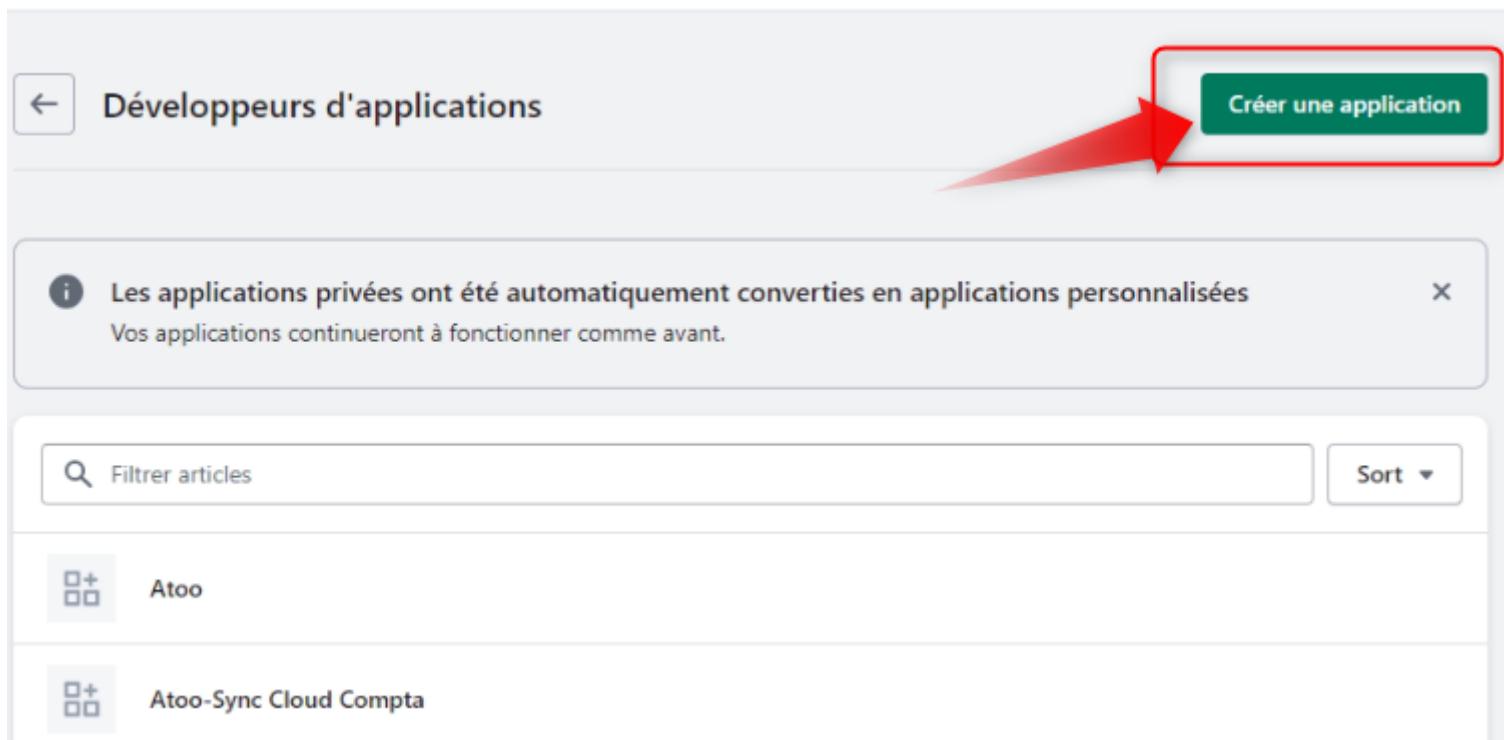 Développeurs d'applications
Créer une application
Les applications privées ont été automatiquement converties en applications personnalisées
Vos applications continueront à fonctionner comme avant.
Filtrer articles
Sort
Atoo
Atoo-Sync Cloud Compta